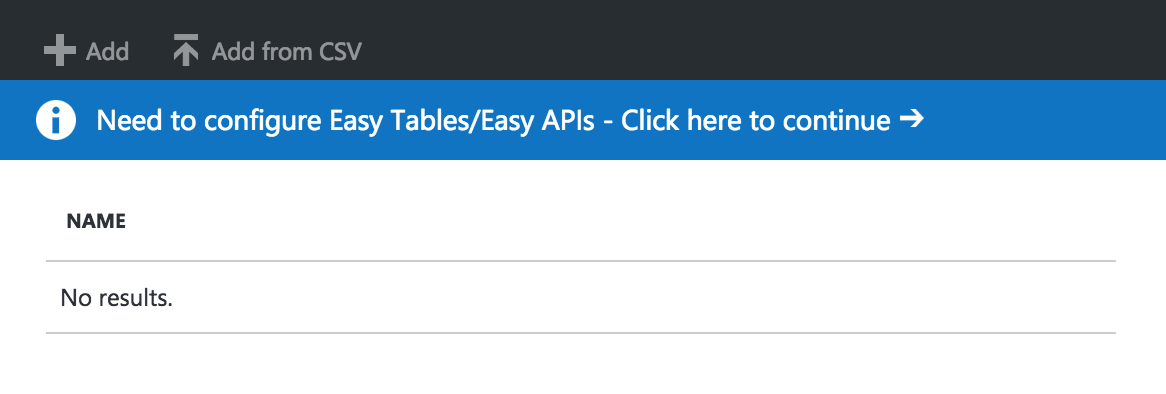 Add Add from CSV
Need to configure Easy Tables/Easy APIs - Click here to continue →
NAME
No results.